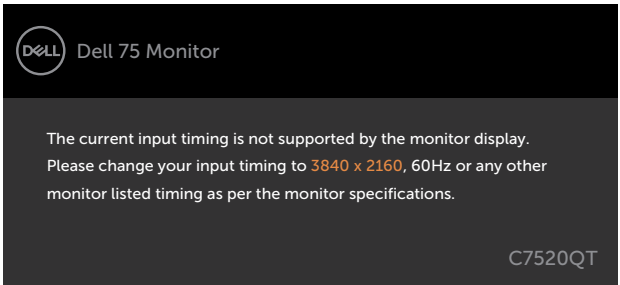 DELL
Dell 75 Monitor
The current input timing is not supported by the monitor display.
Please change your input timing to 3840 x 2160, 60Hz or any other
monitor listed timing as per the monitor specifications.
C7520QT